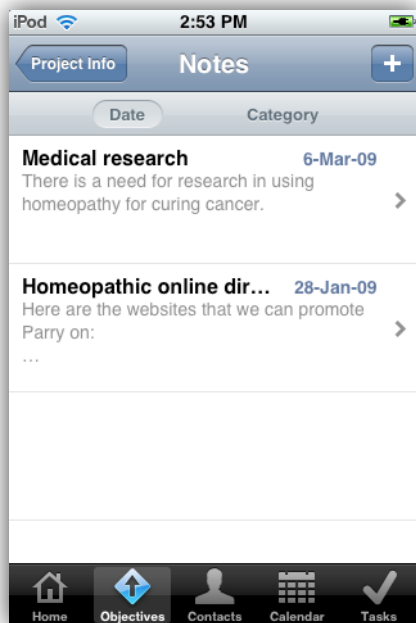 iPod 2:53 PM
Project Info Notes +
Date Category
Medical research 6-Mar-09
There is a need for research in using
homeopathy for curing cancer.
Homeopathic online dir... 28-Jan-09
Here are the websites that we can promote
Parry on:
...
Home Objectives Contacts Calendar Tasks